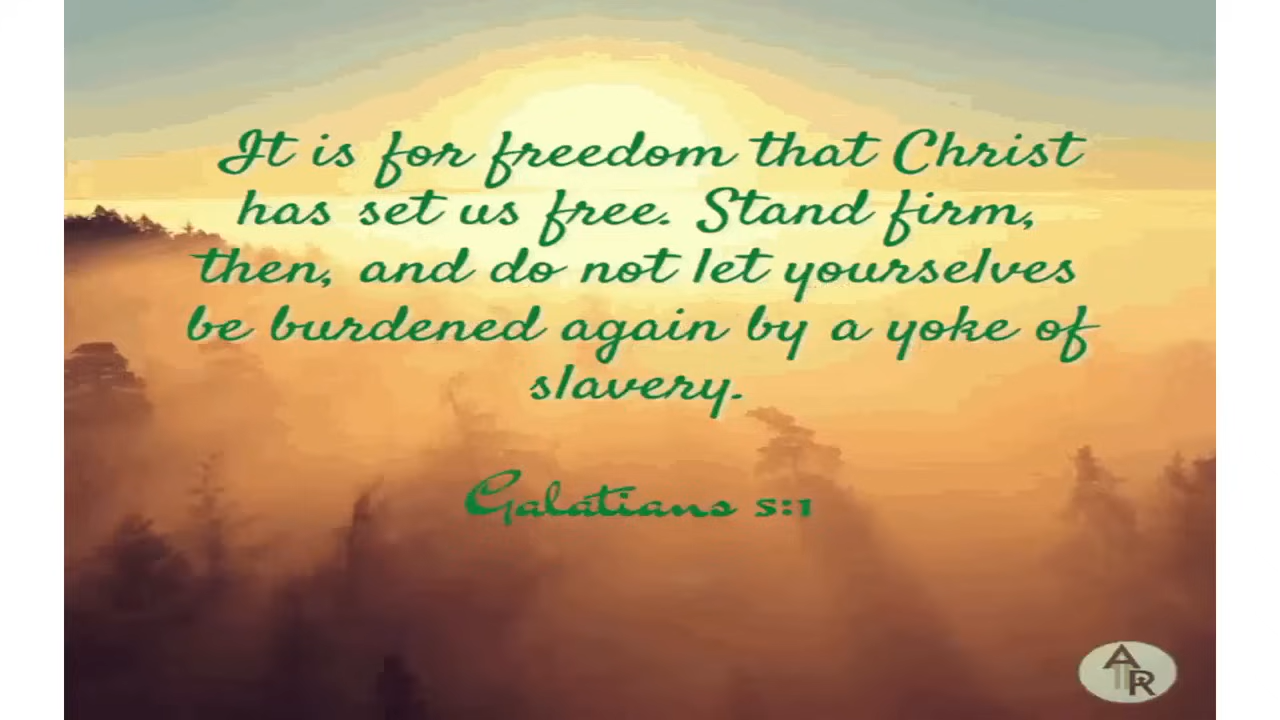 It is for freedom that Christ
has set us free. Stand firm,
then, and do not let yourselves
be burdened again by a yoke of
slavery.
Galatians 5:1
A
R